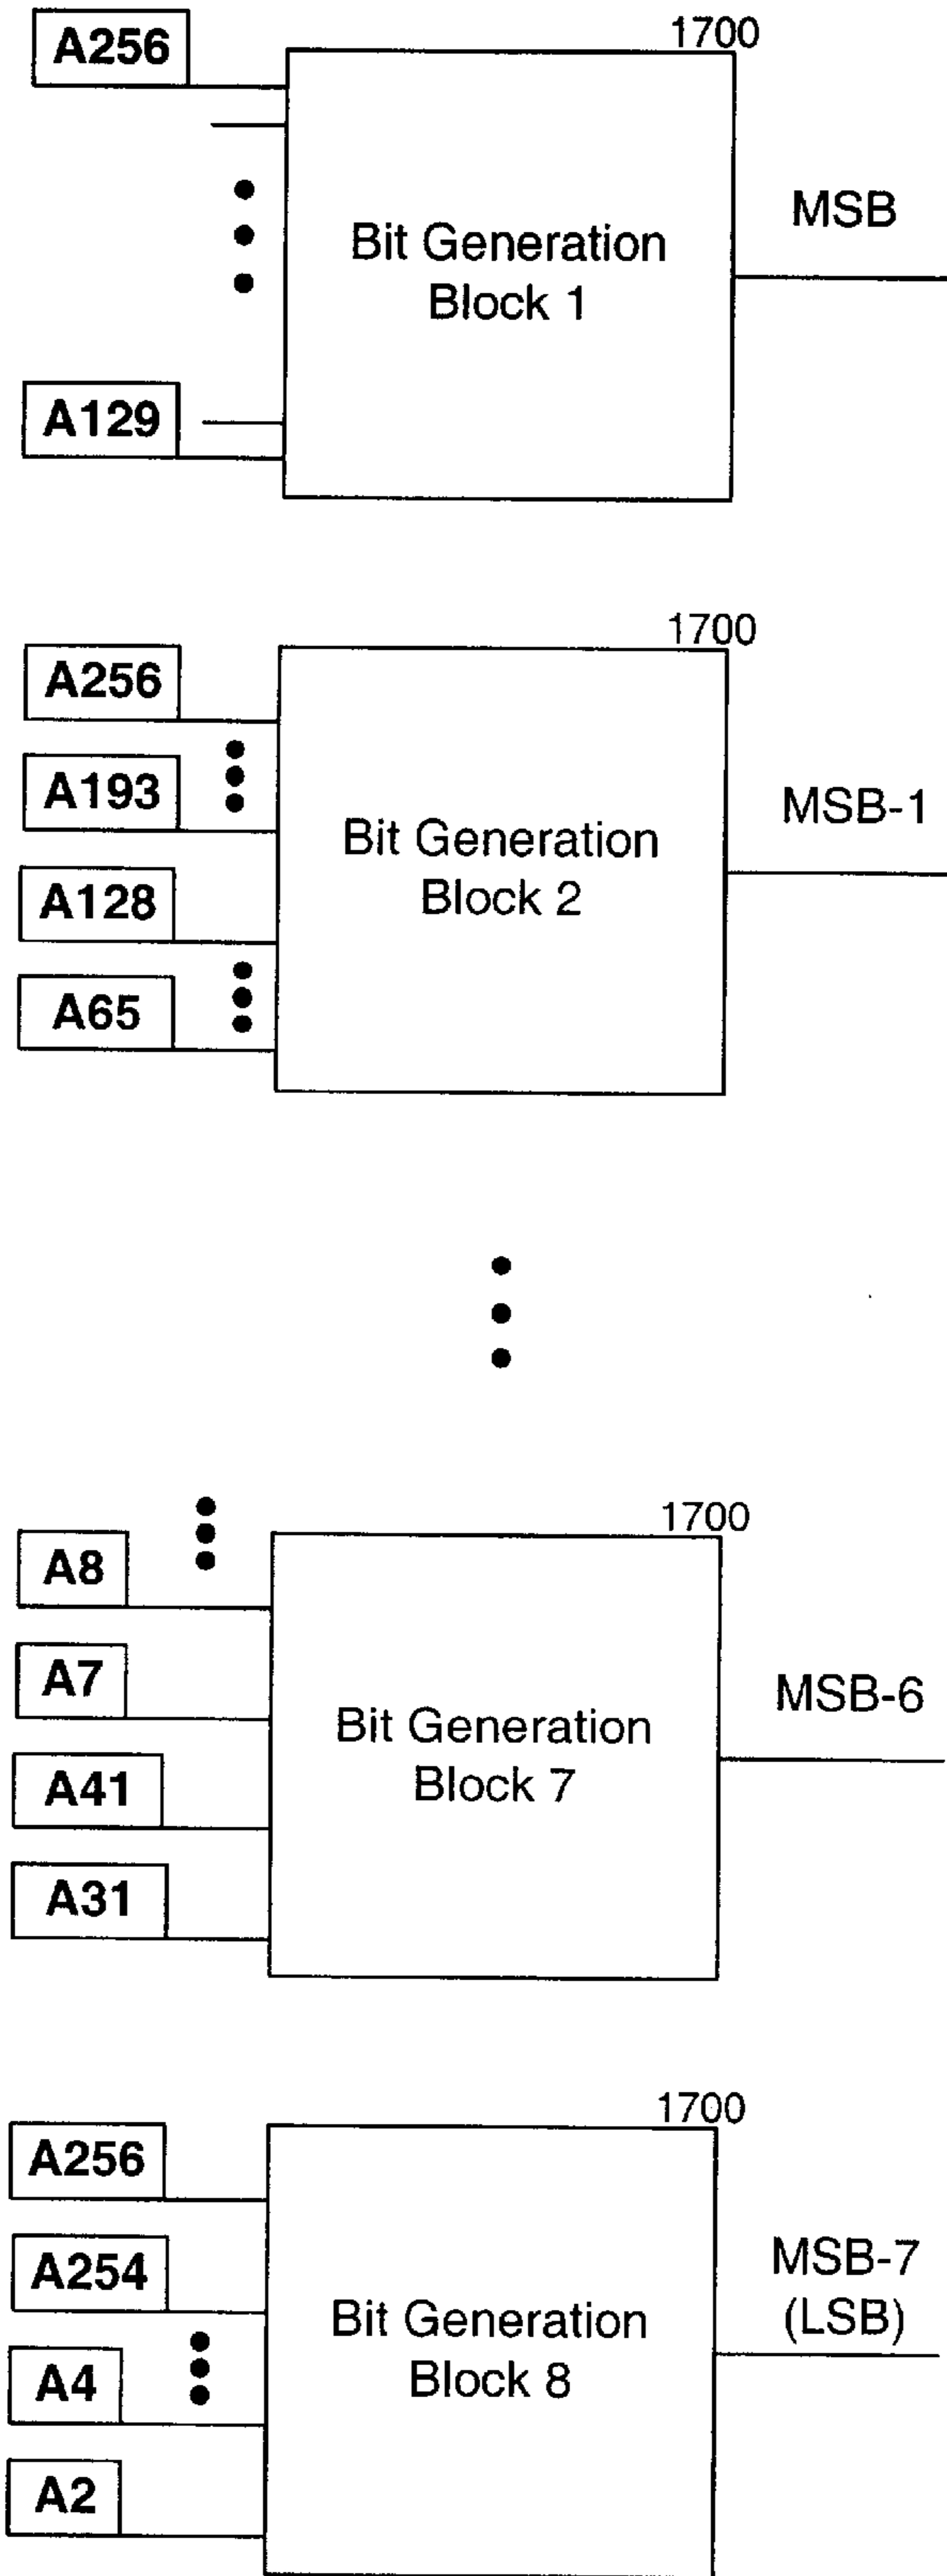 A256
1700
Bit Generation
Block 1
MSB
A129
1700
A256
A193
Bit Generation
Block 2
MSB-1
A128
A65
1700
A8
A7
Bit Generation
Block 7
MSB-6
A41
A31
1700
A256
A254
Bit Generation
Block 8
MSB-7
(LSB)
A4
A2